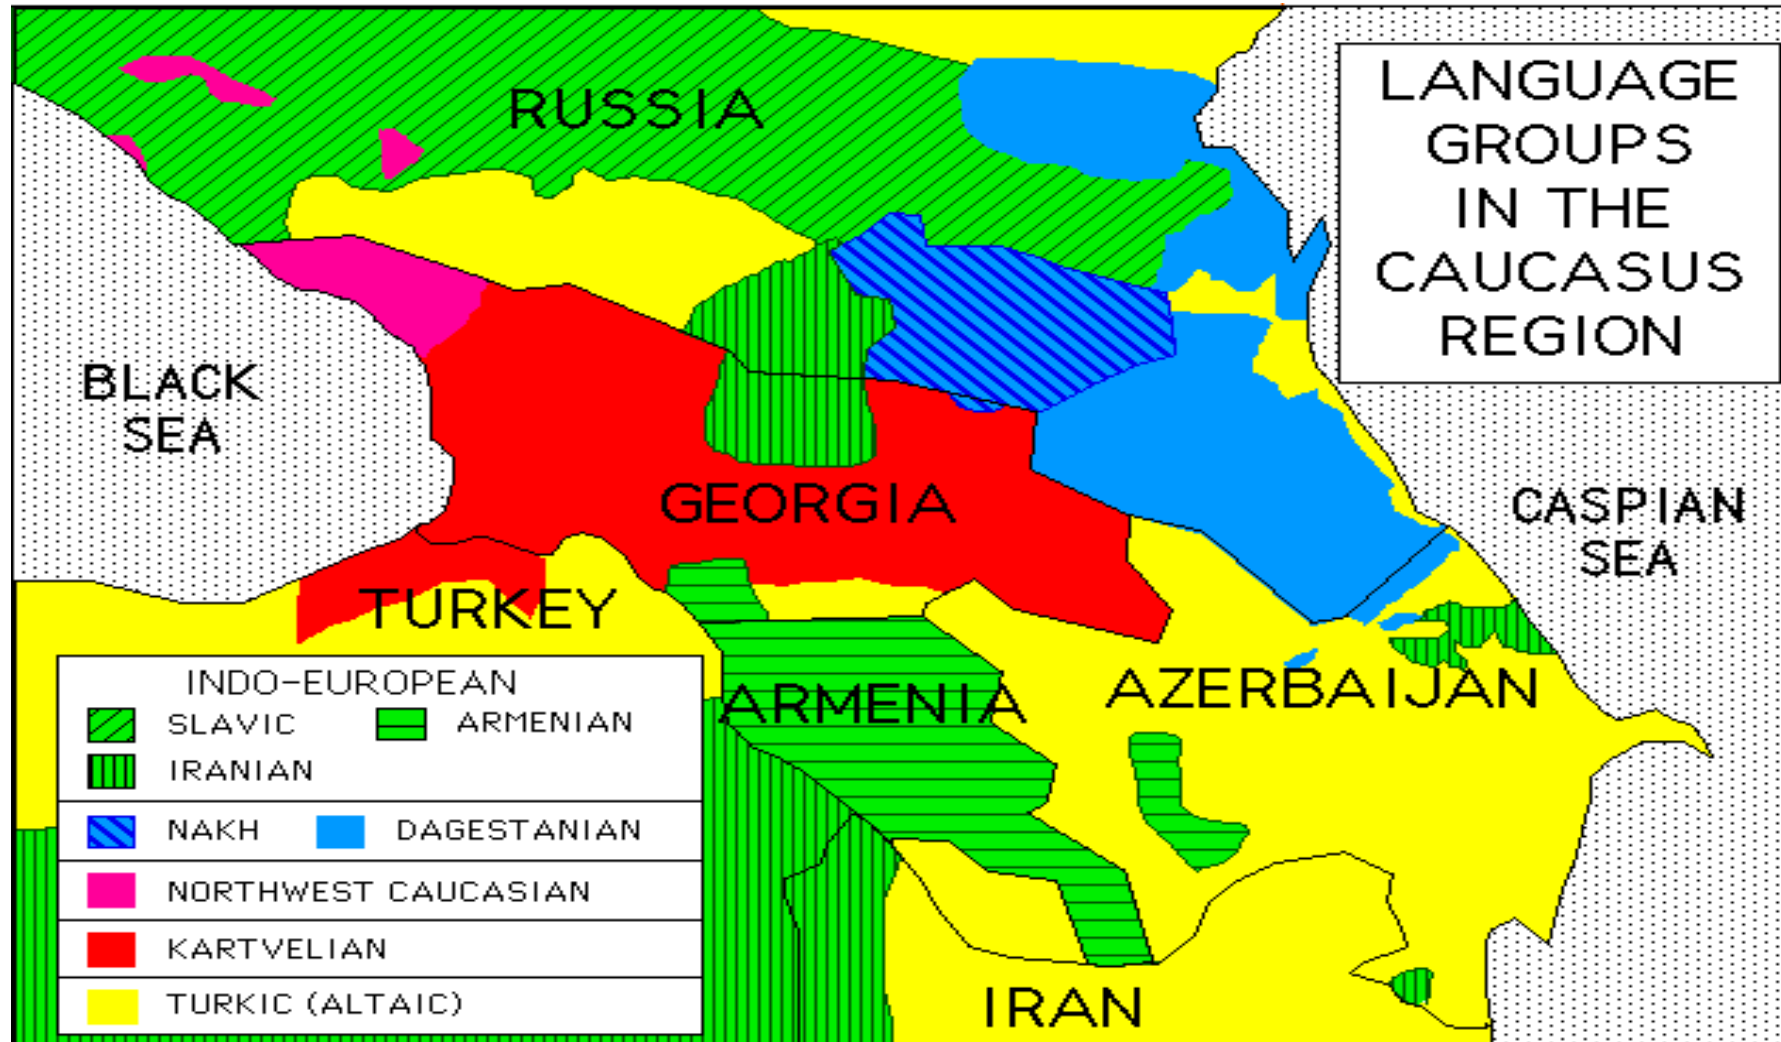 LANGUAGE
GROUPS
IN THE
CAUCASUS
REGION
RUSSIA
BLACK
SEA
GEORGIA
CASPIAN
SEA
TURKEY
ARMENIA
AZERBAIJAN
IRAN
INDO-EUROPEAN
SLAVIC
ARMENIAN
IRANIAN
NAKH
DAGESTANIAN
NORTHWEST CAUCASIAN
KARTVELIAN
TURKIC (ALTAIC)